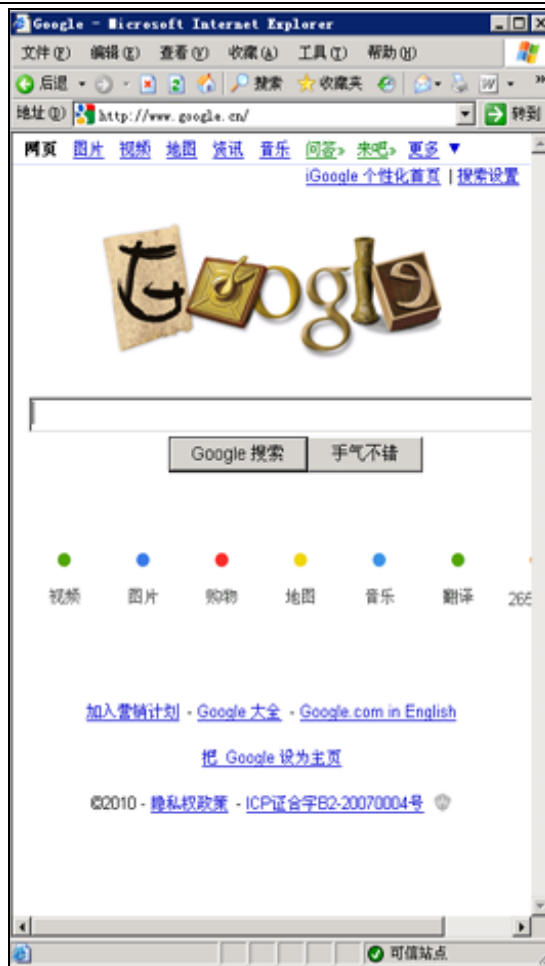 Google - Microsoft Internet Explorer
文件(F) 编辑(E) 查看(V) 收藏(A) 工具(T) 帮助(H)
后退 搜索 收藏夹 »
地址(D) http://www.google.cn/ 转到
网页 图片 视频 地图 资讯 音乐 问答» 来吧» 更多 ▼
iGoogle 个性化首页 | 搜索设置
Google
Google 搜索 手气不错
视频 图片 购物 地图 音乐 翻译 265
加入营销计划 - Google 大全 - Google.com in English
把 Google 设为主页
©2010 - 隐私权政策 - ICP证合字B2-20070004号
可信站点